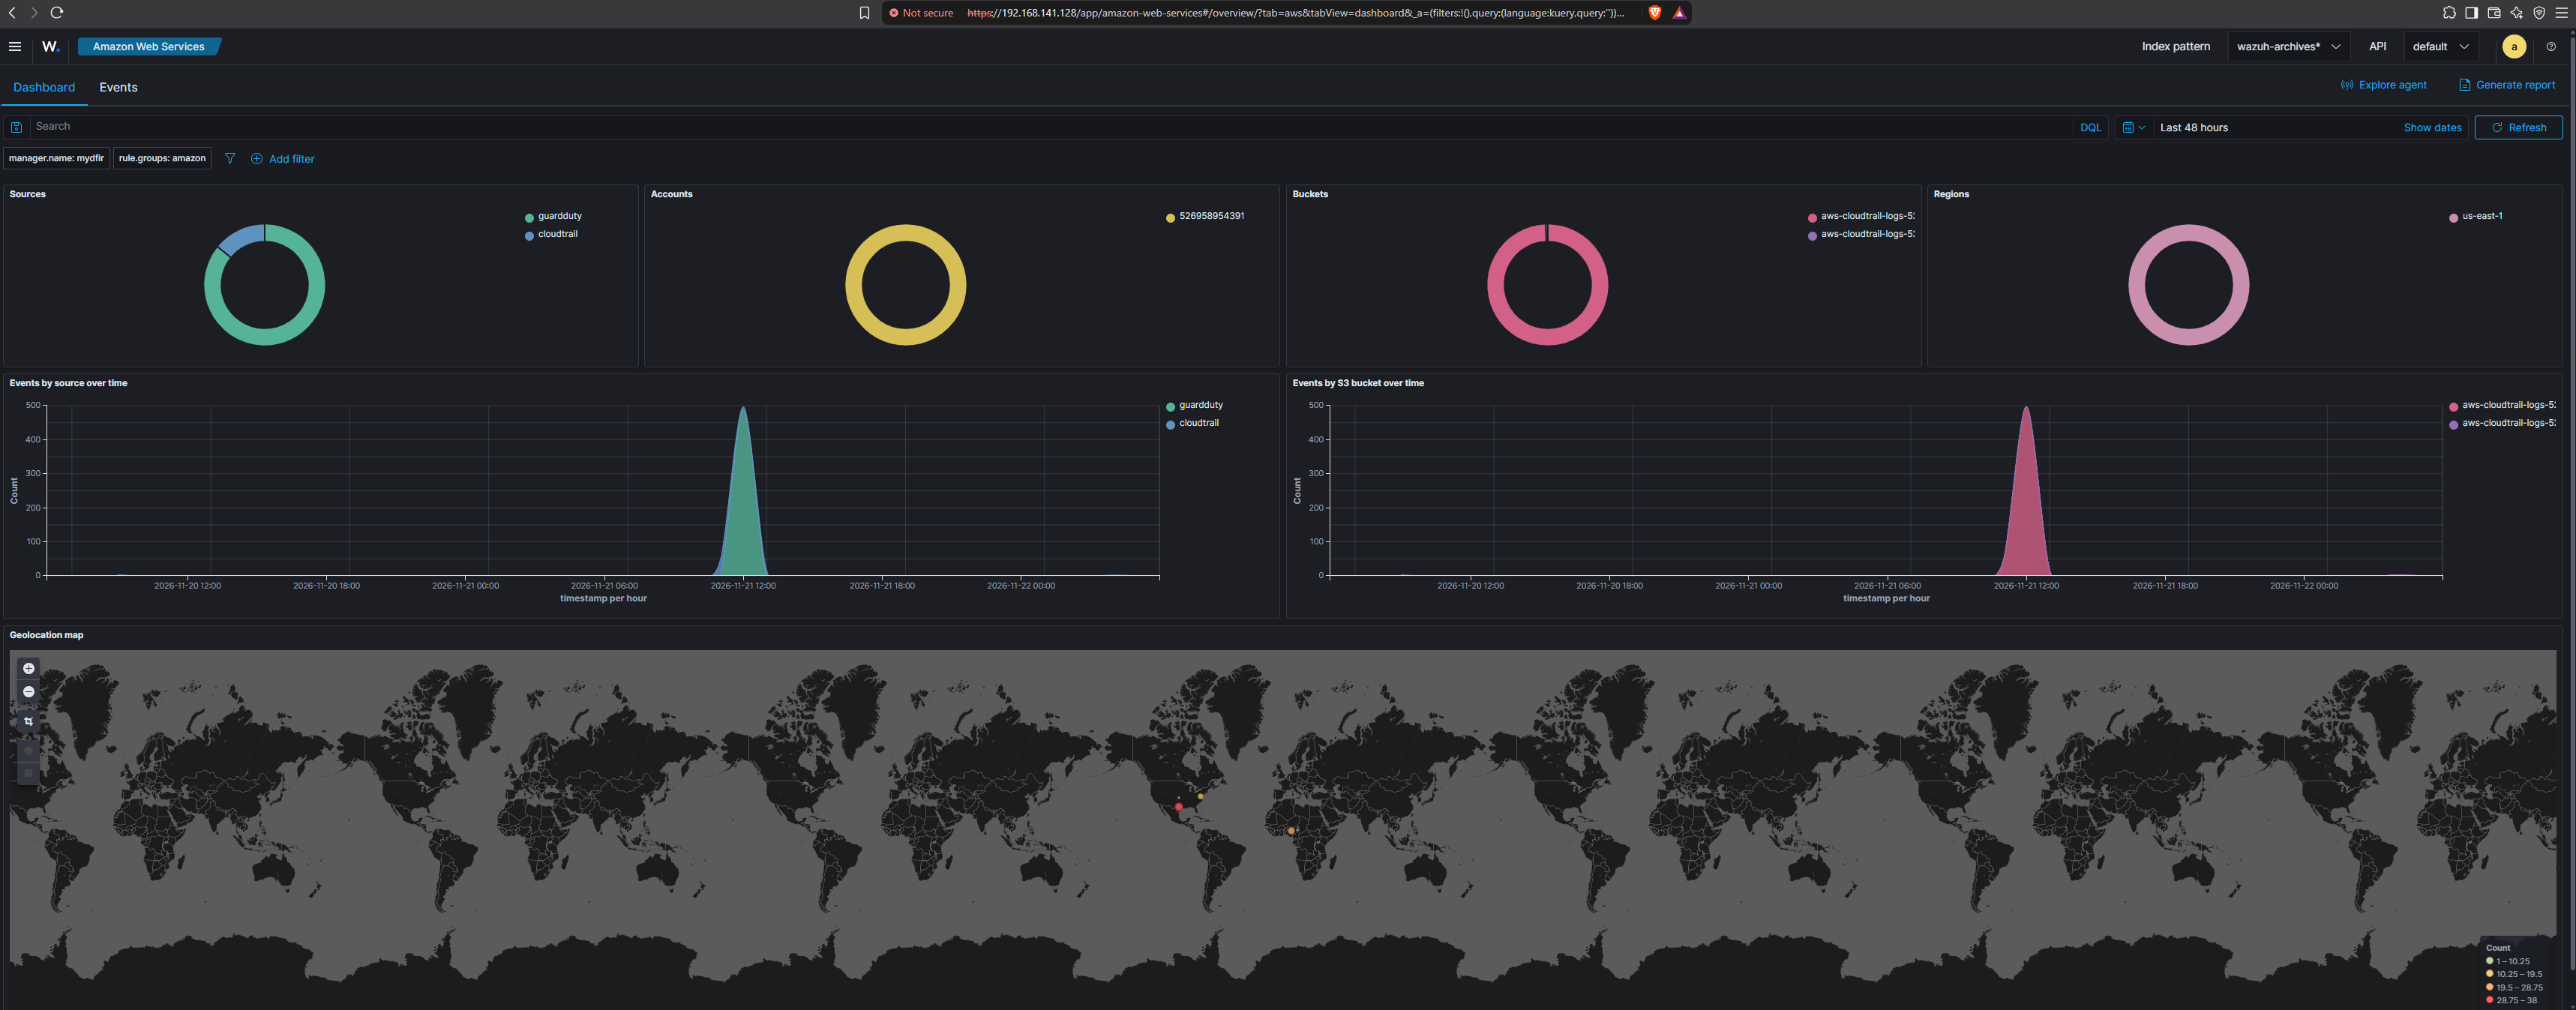 Not secure https://192.168.141.128/app/amazon-web-services#/overview/?tab=aws&tabView=dashboard&_a=(filters:!(),query:(language:kuery,query:''))...
W. Amazon Web Services Index pattern wazuh-archives* API default a
Dashboard Events Explore agent Generate report
Search DQL Last 48 hours Show dates Refresh
manager.name: mydfir rule.groups: amazon Add filter
Sources
guardduty
cloudtrail
Accounts
526958954391
Buckets
aws-cloudtrail-logs-5
aws-cloudtrail-logs-5
Regions
us-east-1
Events by source over time
500
400
300
200
100
0
Count
2026-11-20 12:00 2026-11-20 18:00 2026-11-21 00:00 2026-11-21 06:00 2026-11-21 12:00 2026-11-21 18:00 2026-11-22 00:00
timestamp per hour
guardduty
cloudtrail
Events by S3 bucket over time
500
400
300
200
100
0
Count
2026-11-20 12:00 2026-11-20 18:00 2026-11-21 00:00 2026-11-21 06:00 2026-11-21 12:00 2026-11-21 18:00 2026-11-22 00:00
timestamp per hour
aws-cloudtrail-logs-5
aws-cloudtrail-logs-5
Geolocation map
Count
1 – 10.25
10.25 – 19.5
19.5 – 28.75
28.75 – 38